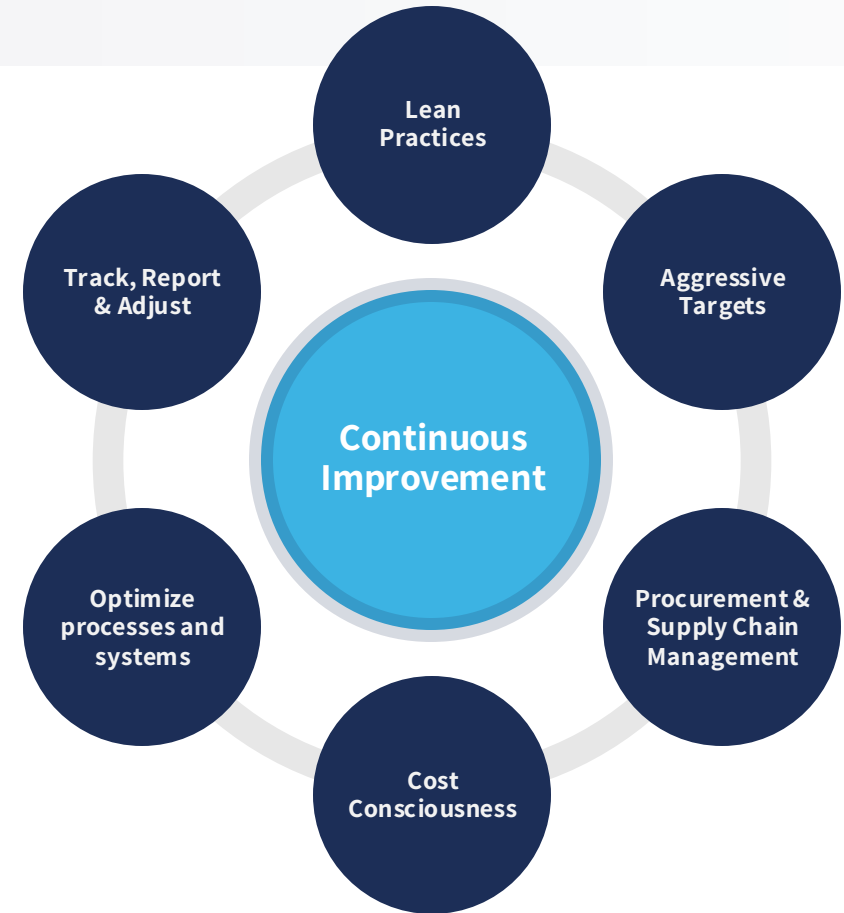 Lean
Practices
Track, Report
& Adjust
Aggressive
Targets
Continuous
Improvement
Optimize
processes and
systems
Procurement &
Supply Chain
Management
Cost
Consciousness